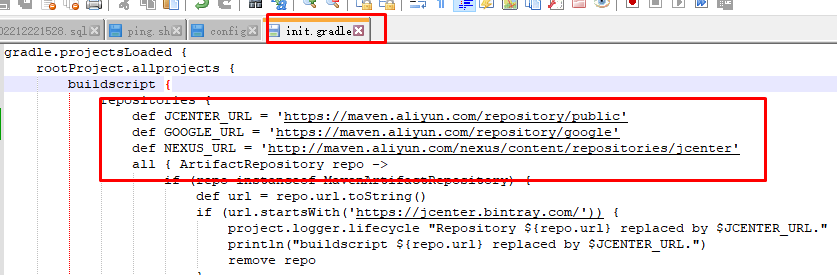 02212221528.sql ping.sh config init.gradle
gradle.projectsLoaded {
    rootProject.allprojects {
        buildscript {
            repositories {
                def JCENTER_URL = 'https://maven.aliyun.com/repository/public'
                def GOOGLE_URL = 'https://maven.aliyun.com/repository/google'
                def NEXUS_URL = 'http://maven.aliyun.com/nexus/content/repositories/jcenter'
                all { ArtifactRepository repo ->
                    if (repo instanceof MavenArtifactRepository) {
                        def url = repo.url.toString()
                        if (url.startsWith('https://jcenter.bintray.com/')) {
                            project.logger.lifecycle "Repository ${repo.url} replaced by $JCENTER_URL."
                            println("buildscript ${repo.url} replaced by $JCENTER_URL.")
                            remove repo